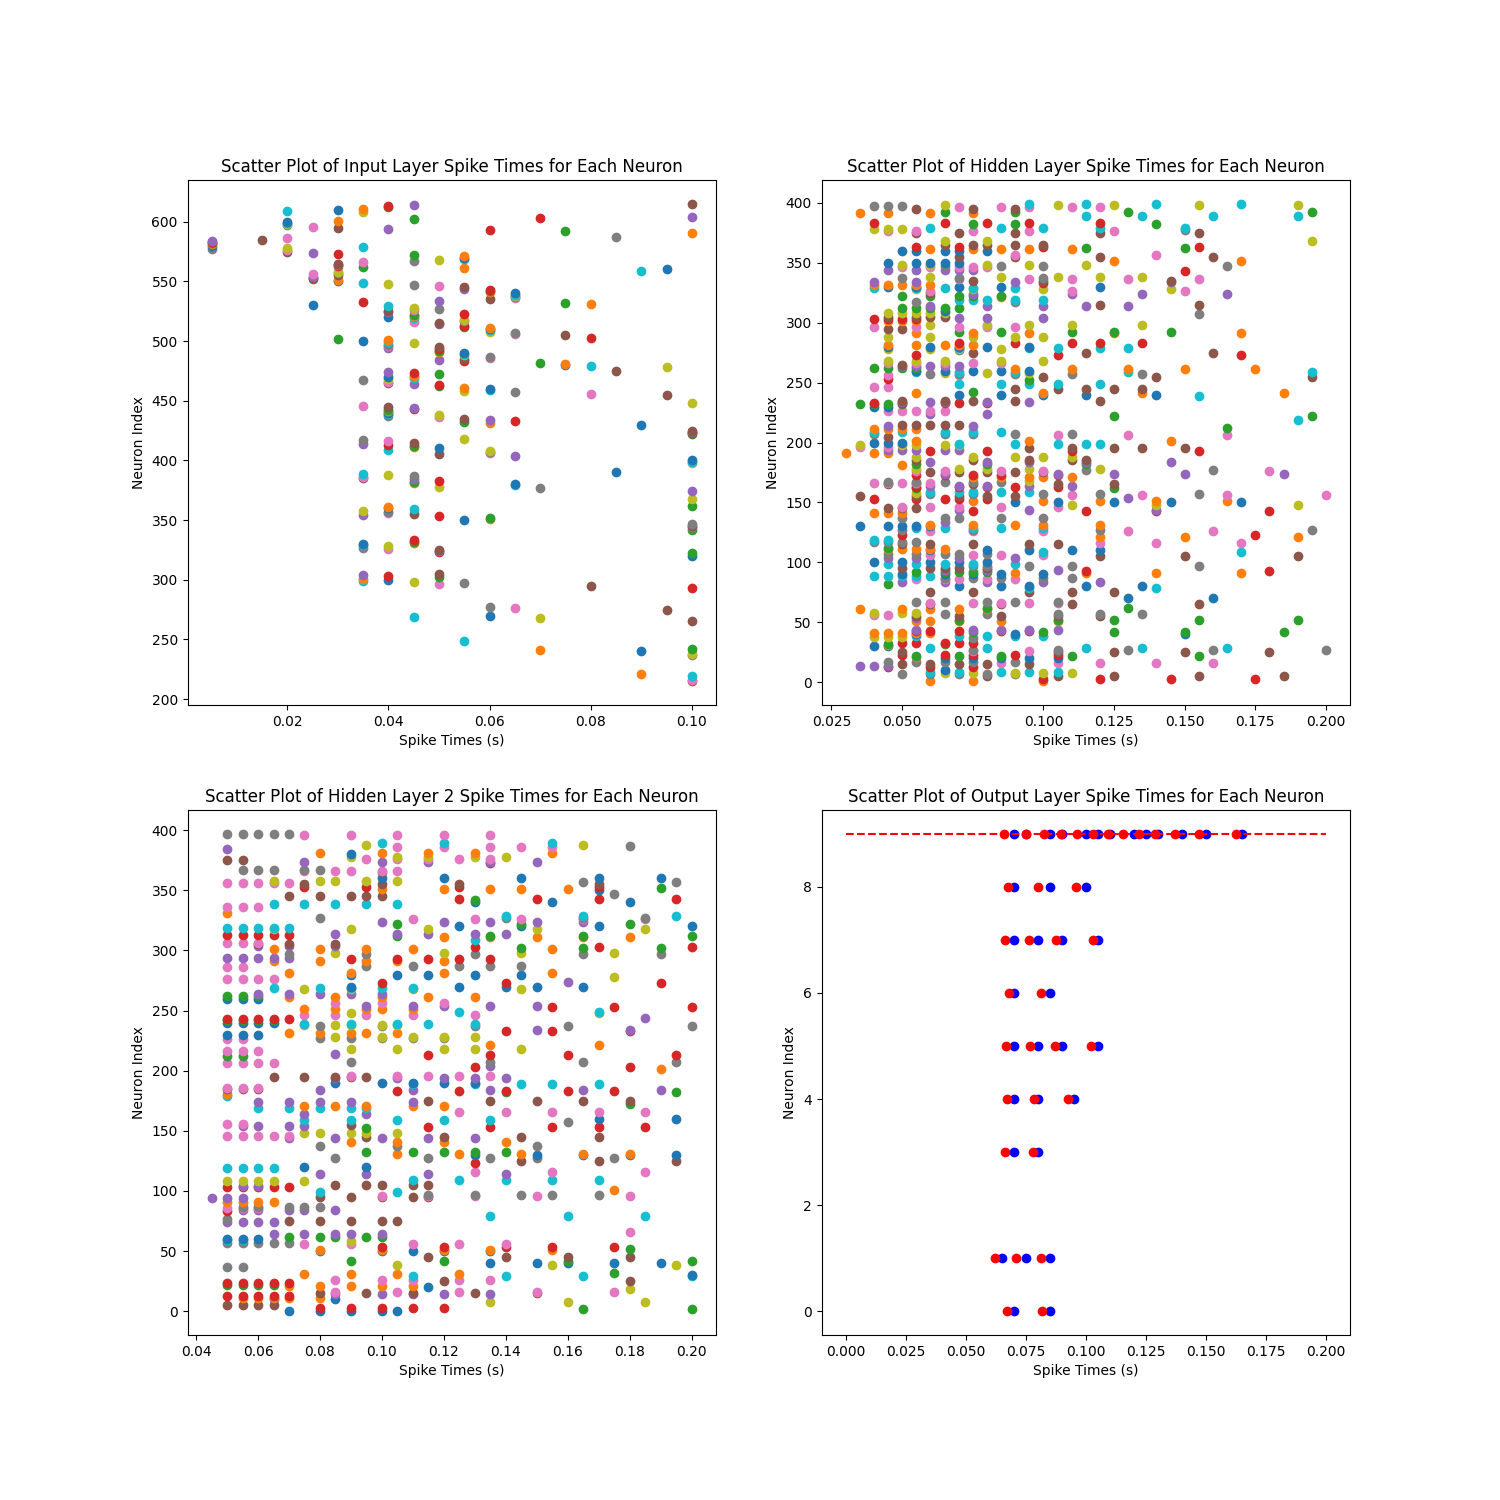 Scatter Plot of Input Layer Spike Times for Each Neuron
Neuron Index
600
550
500
450
400
350
300
250
200
0.02 0.04 0.06 0.08 0.10
Spike Times (s)
Scatter Plot of Hidden Layer Spike Times for Each Neuron
Neuron Index
400
350
300
250
200
150
100
50
0
0.025 0.050 0.075 0.100 0.125 0.150 0.175 0.200
Spike Times (s)
Scatter Plot of Hidden Layer 2 Spike Times for Each Neuron
Neuron Index
400
350
300
250
200
150
100
50
0
0.04 0.06 0.08 0.10 0.12 0.14 0.16 0.18 0.20
Spike Times (s)
Scatter Plot of Output Layer Spike Times for Each Neuron
Neuron Index
8
6
4
2
0
0.000 0.025 0.050 0.075 0.100 0.125 0.150 0.175 0.200
Spike Times (s)